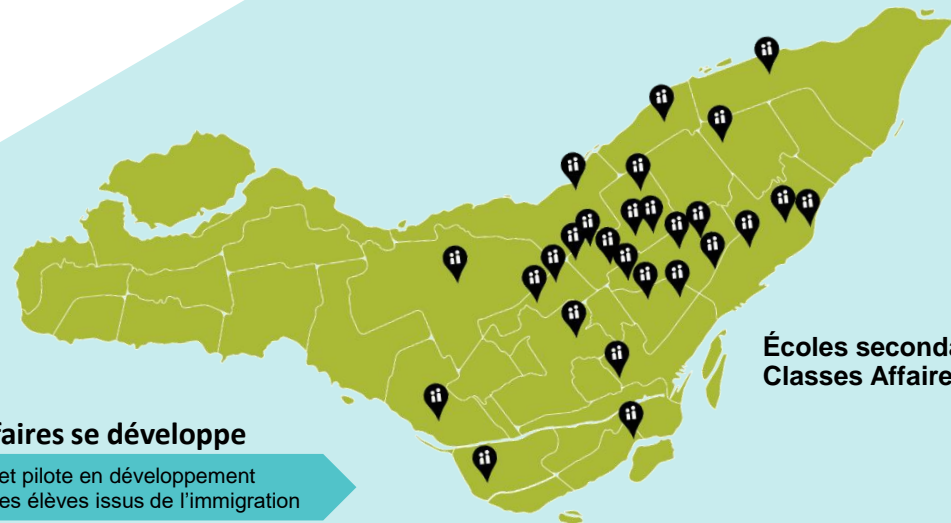 Écoles seconda
Classes Affaire
faires se développe
et pilote en développement
es élèves issus de l'immigration